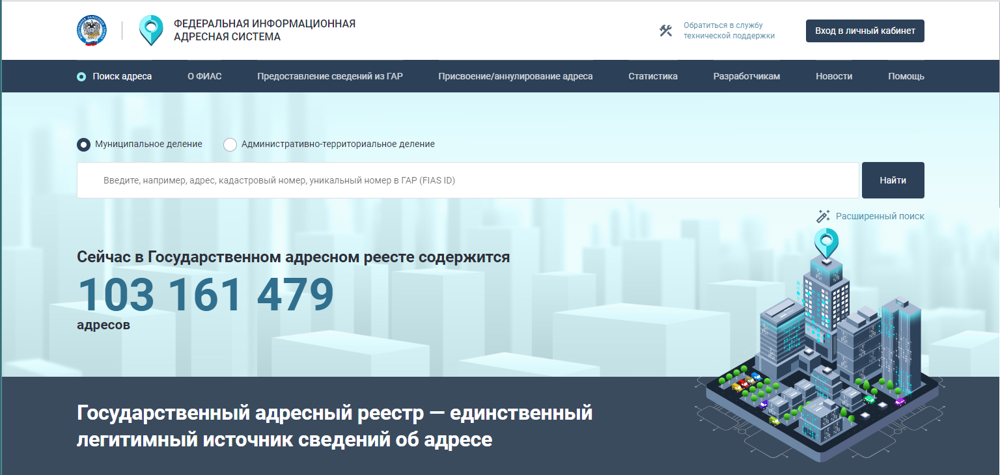 ФЕДЕРАЛЬНАЯ ИНФОРМАЦИОННАЯ
АДРЕСНАЯ СИСТЕМА
Обратиться в службу
технической поддержки
Вход в личный кабинет
Поиск адреса
О ФИАС
Предоставление сведений из ГАР
Присвоение/аннулирование адреса
Статистика
Разработчикам
Новости
Помощь
Муниципальное деление
Административно-территориальное деление
Введите, например, адрес, кадастровый номер, уникальный номер в ГАР (FIAS ID)
Найти
Расширенный поиск
Сейчас в Государственном адресном реесте содержится
103 161 479
адресов
Государственный адресный реестр — единственный
легитимный источник сведений об адресе